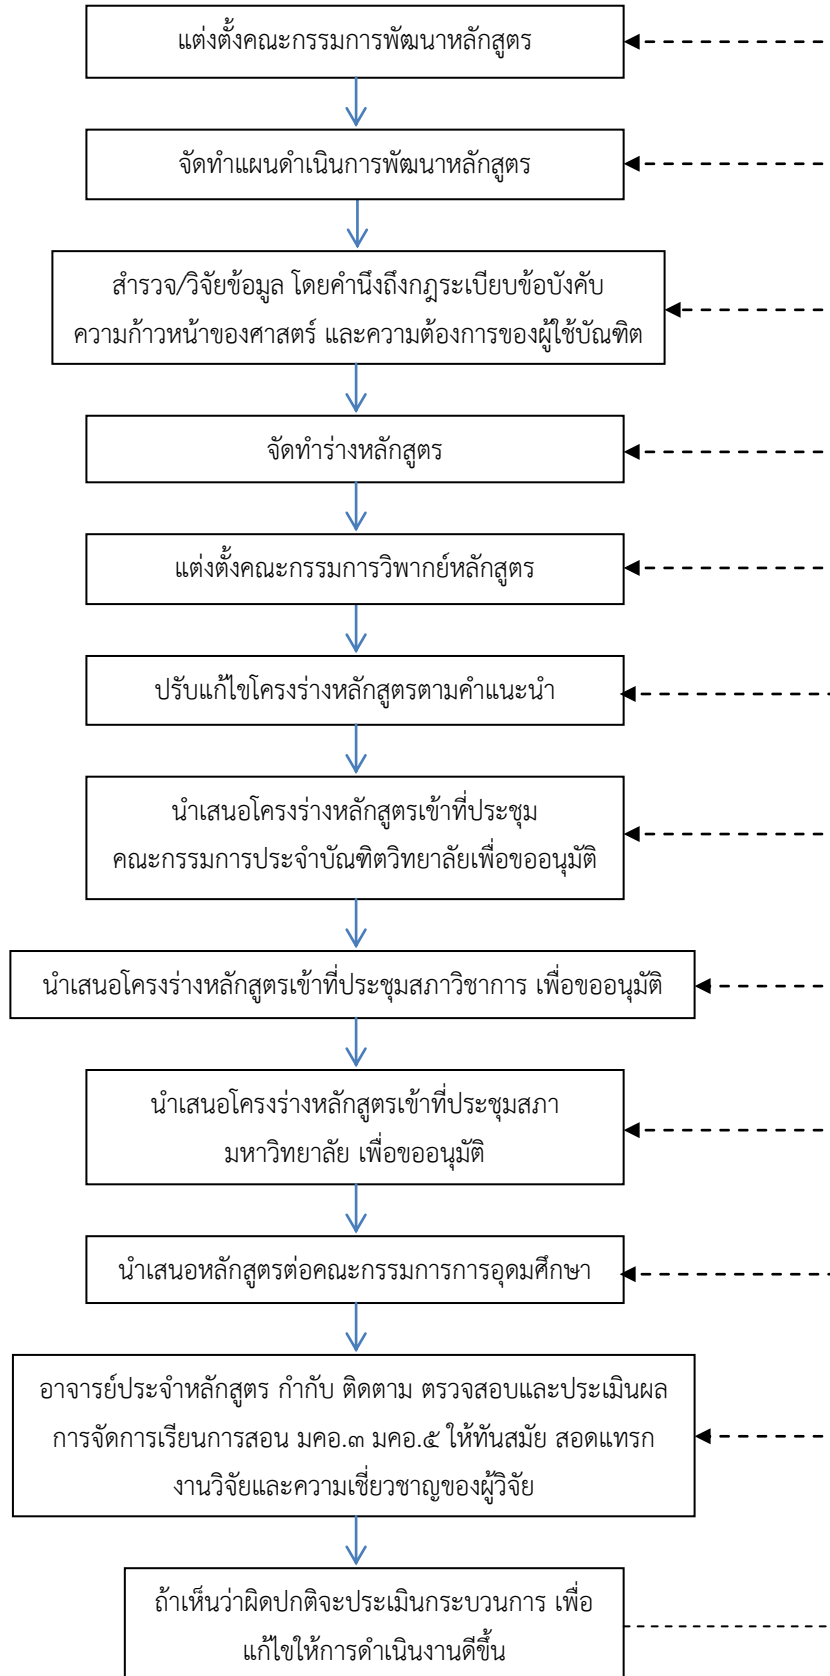 แต่งตั้งคณะกรรมการพัฒนาหลักสูตร
จัดทำแผนดำเนินการพัฒนาหลักสูตร
สำรวจ/วิจัยข้อมูล โดยคำนึงถึงกฎระเบียบข้อบังคับ
ความก้าวหน้าของศาสตร์ และความต้องการของผู้ใช้บัณฑิต
จัดทำร่างหลักสูตร
แต่งตั้งคณะกรรมการวิพากย์หลักสูตร
ปรับแก้ไขโครงร่างหลักสูตรตามคำแนะนำ
นำเสนอโครงร่างหลักสูตรเข้าที่ประชุม
คณะกรรมการประจำบัณฑิตวิทยาลัยเพื่อขออนุมัติ
นำเสนอโครงร่างหลักสูตรเข้าที่ประชุมสภาวิชาการ เพื่อขออนุมัติ
นำเสนอโครงร่างหลักสูตรเข้าที่ประชุมสภา
มหาวิทยาลัย เพื่อขออนุมัติ
นำเสนอหลักสูตรต่อคณะกรรมการการอุดมศึกษา
อาจารย์ประจำหลักสูตร กำกับ ติดตาม ตรวจสอบและประเมินผล
การจัดการเรียนการสอน มคอ.๓ มคอ.๕ ให้ทันสมัย สอดแทรก
งานวิจัยและความเชี่ยวชาญของผู้วิจัย
ถ้าเห็นว่าผิดปกติจะประเมินกระบวนการ เพื่อ
แก้ไขให้การดำเนินงานดีขึ้น